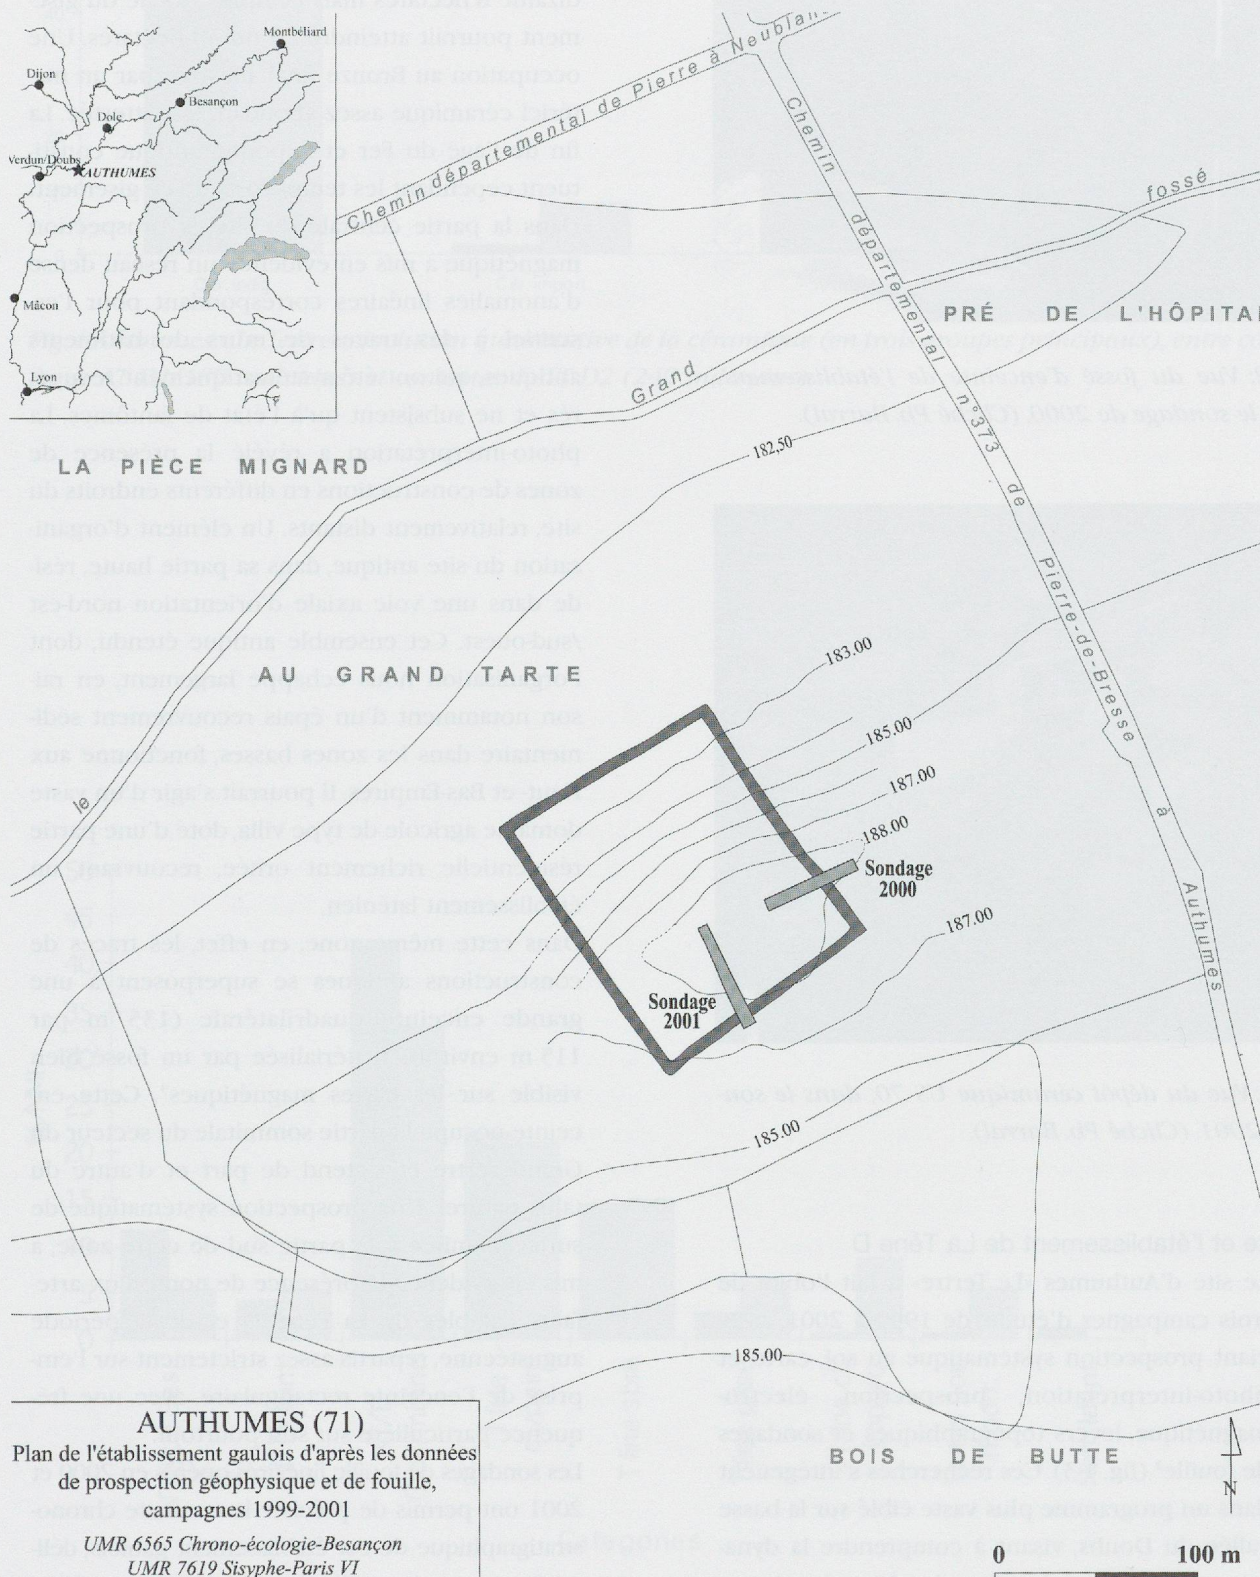 Montbéliard
Dijon
Besançon
Dole
Verdun/Doubs
AUTHUMES
Mâcon
Lyon
Chemin départemental de Pierre à Neublans
Chemin départemental n°373 de Pierre-de-Bresse à Authumes
fossé
PRÉ DE L'HÔPITAL
Grand
le
182,50
LA PIÈCE MIGNARD
AU GRAND TARTE
183.00
185.00
187.00
188.00
Sondage
2000
187.00
Sondage
2001
185.00
185.00
BOIS DE BUTTE
AUTHUMES (71)
Plan de l'établissement gaulois d'après les données
de prospection géophysique et de fouille,
campagnes 1999-2001
UMR 6565 Chrono-écologie-Besançon
UMR 7619 Sisyphe-Paris VI
N
0 100 m